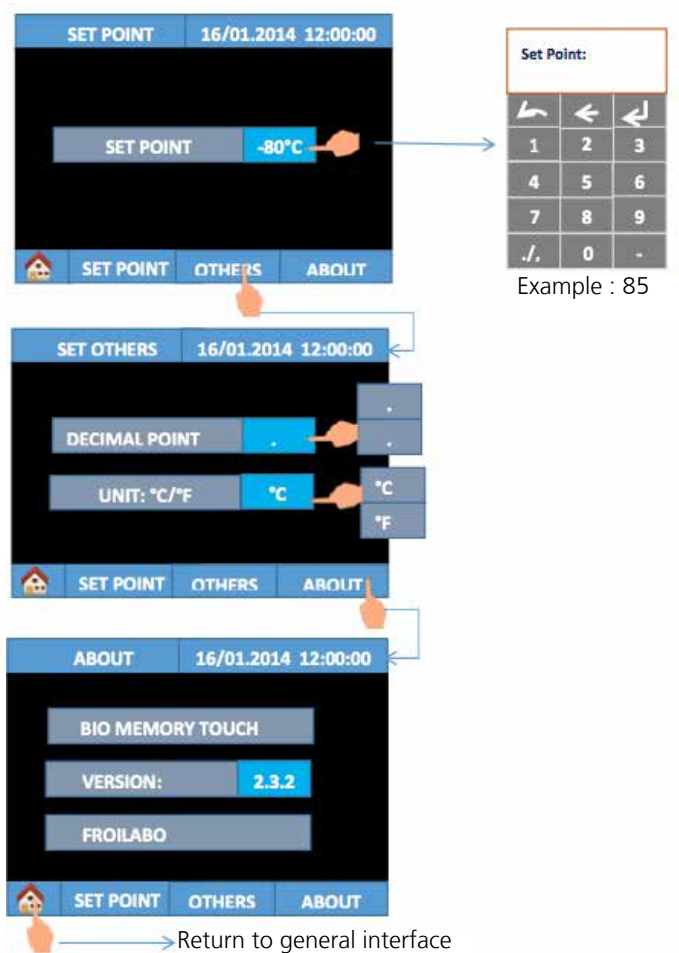 SET POINT 16/01.2014 12:00:00
SET POINT -80°C
SET POINT OTHERS ABOUT
Set Point:
1 2 3
4 5 6
7 8 9
./, 0 -
Example : 85
SET OTHERS 16/01.2014 12:00:00
DECIMAL POINT .
.
.
UNIT: °C/°F °C
°C
°F
SET POINT OTHERS ABOUT
ABOUT 16/01.2014 12:00:00
BIO MEMORY TOUCH
VERSION: 2.3.2
FROILABO
SET POINT OTHERS ABOUT
Return to general interface